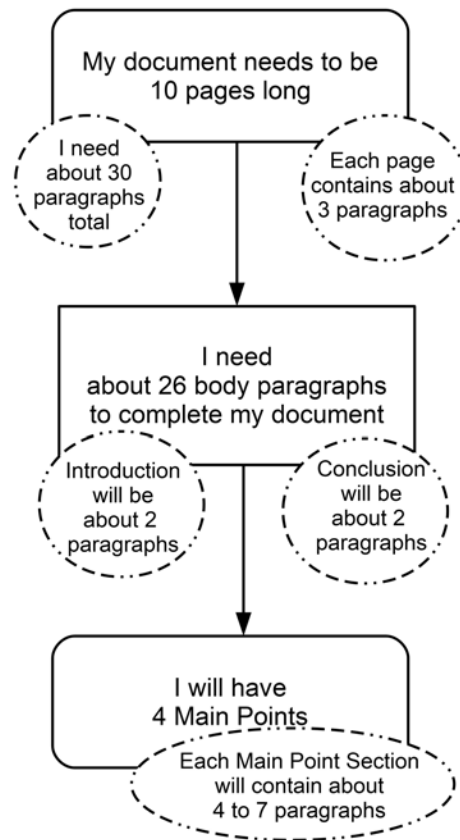 My document needs to be
10 pages long
I need
about 30
paragraphs
total
Each page
contains about
3 paragraphs
I need
about 26 body paragraphs
to complete my document
Introduction
will be
about 2
paragraphs
Conclusion
will be
about 2
paragraphs
I will have
4 Main Points
Each Main Point Section
will contain about
4 to 7 paragraphs